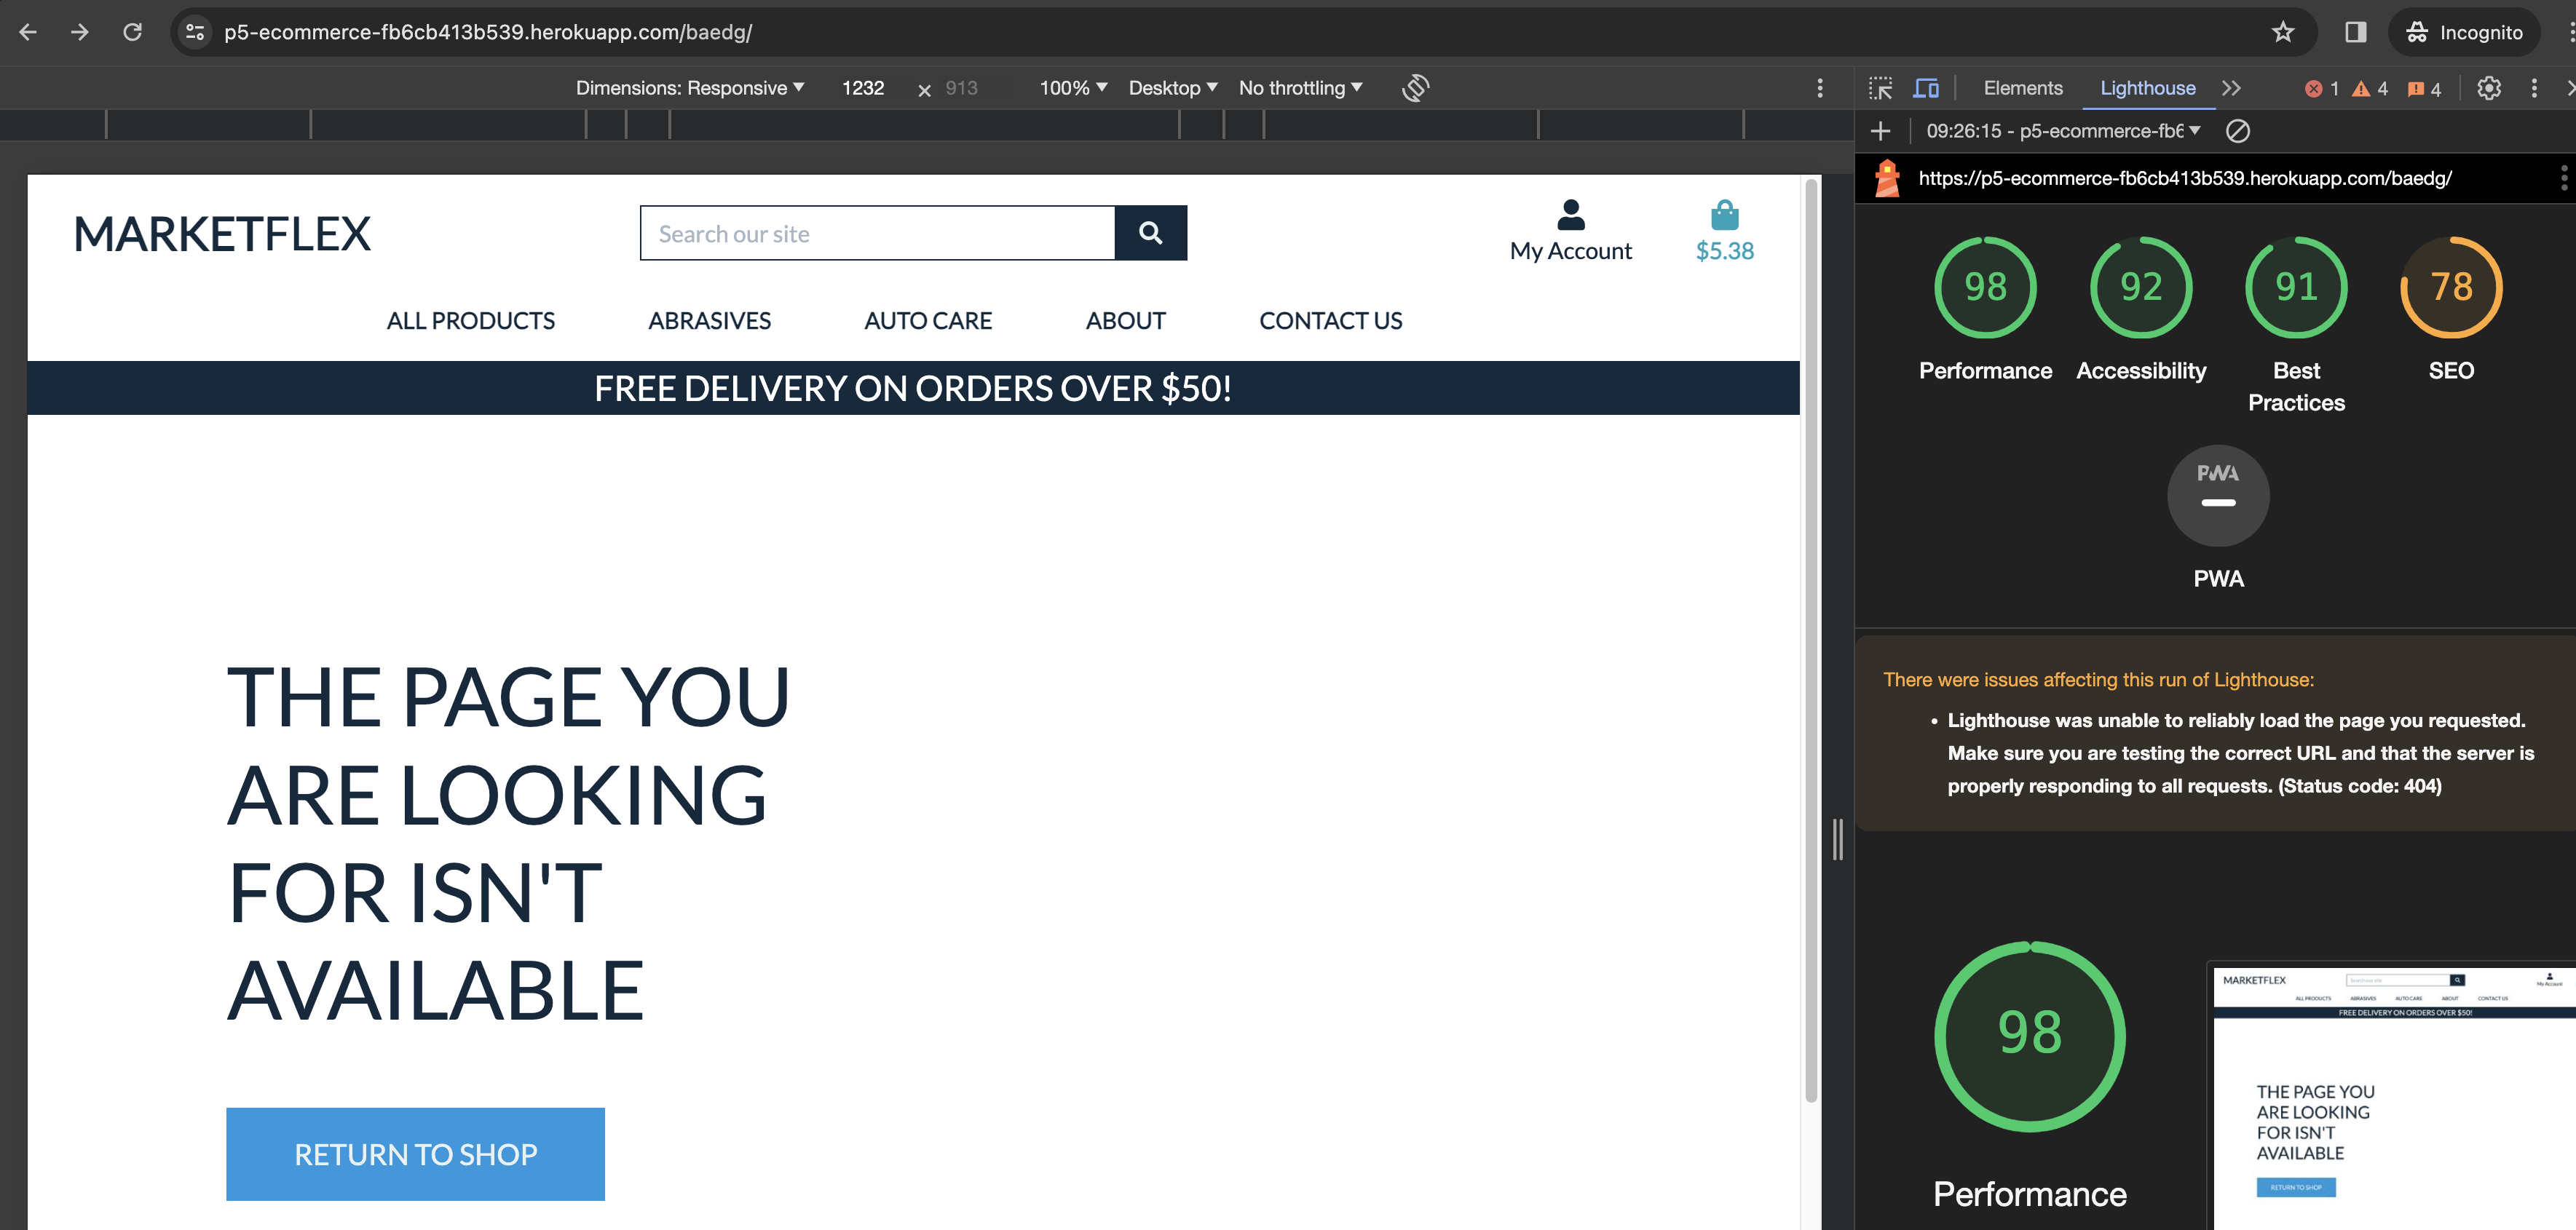 p5-ecommerce-fb6cb413b539.herokuapp.com/baedg/
Incognito
Dimensions: Responsive 1232 × 913 100% Desktop No throttling
Elements Lighthouse 1 4 4
09:26:15 - p5-ecommerce-fb6
https://p5-ecommerce-fb6cb413b539.herokuapp.com/baedg/
MARKETFLEX
Search our site
My Account
$5.38
ALL PRODUCTS ABRASIVES AUTO CARE ABOUT CONTACT US
FREE DELIVERY ON ORDERS OVER $50!
THE PAGE YOU
ARE LOOKING
FOR ISN'T
AVAILABLE
RETURN TO SHOP
98 92 91 78
Performance Accessibility Best Practices SEO
PWA
PWA
There were issues affecting this run of Lighthouse:
• Lighthouse was unable to reliably load the page you requested.
Make sure you are testing the correct URL and that the server is
properly responding to all requests. (Status code: 404)
98
Performance
MARKETFLEX
Search our site
My Account
ALL PRODUCTS ABRASIVES AUTO CARE ABOUT CONTACT US
FREE DELIVERY ON ORDERS OVER $50!
THE PAGE YOU
ARE LOOKING
FOR ISN'T
AVAILABLE
RETURN TO SHOP